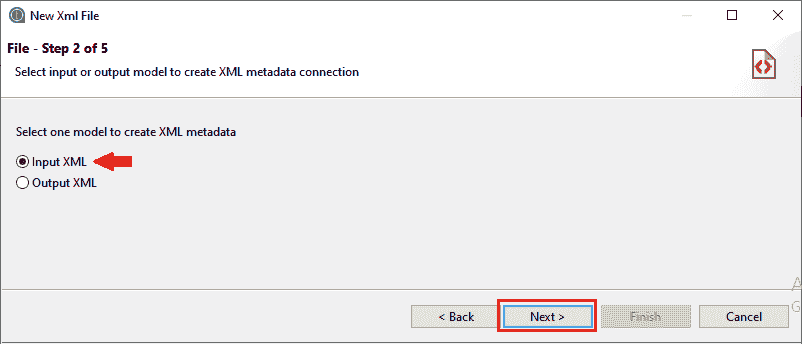 New Xml File
File - Step 2 of 5
Select input or output model to create XML metadata connection
Select one model to create XML metadata
Input XML
Output XML
< Back
Next >
Finish
Cancel